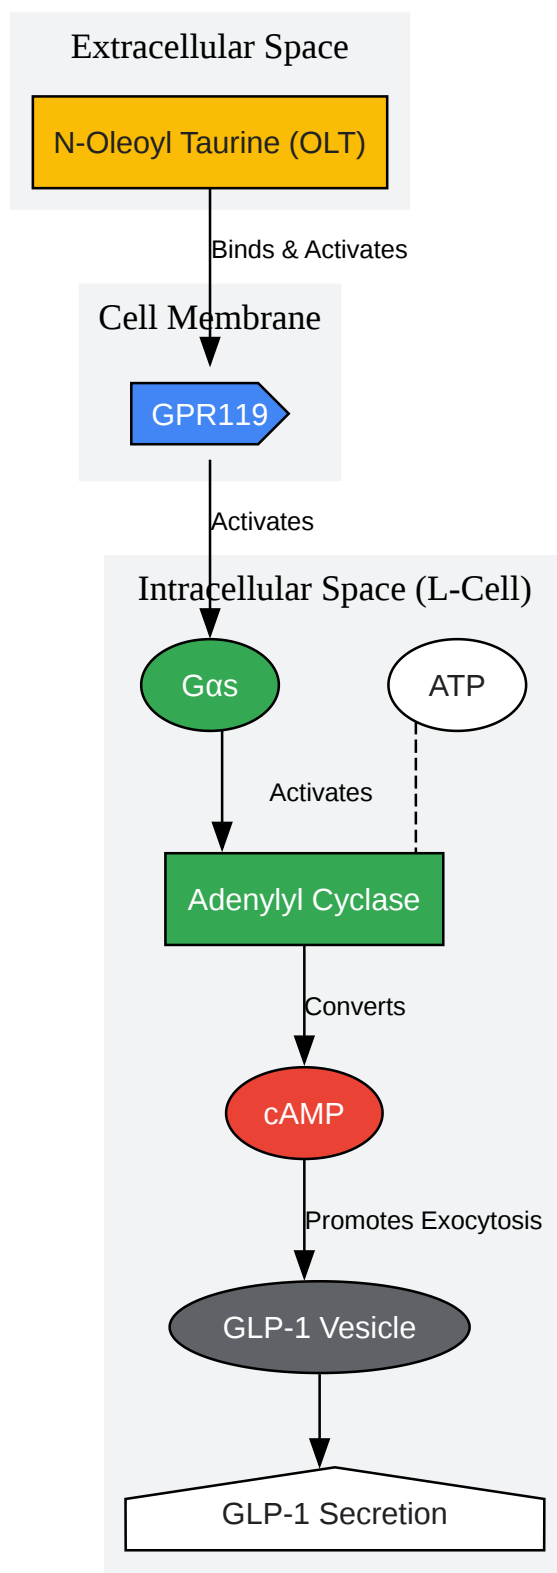 Extracellular Space
N-Oleoyl Taurine (OLT)
Binds & Activates
Cell Membrane
GPR119
Activates
Intracellular Space (L-Cell)
Gαs
ATP
Activates
Adenylyl Cyclase
Converts
cAMP
Promotes Exocytosis
GLP-1 Vesicle
GLP-1 Secretion